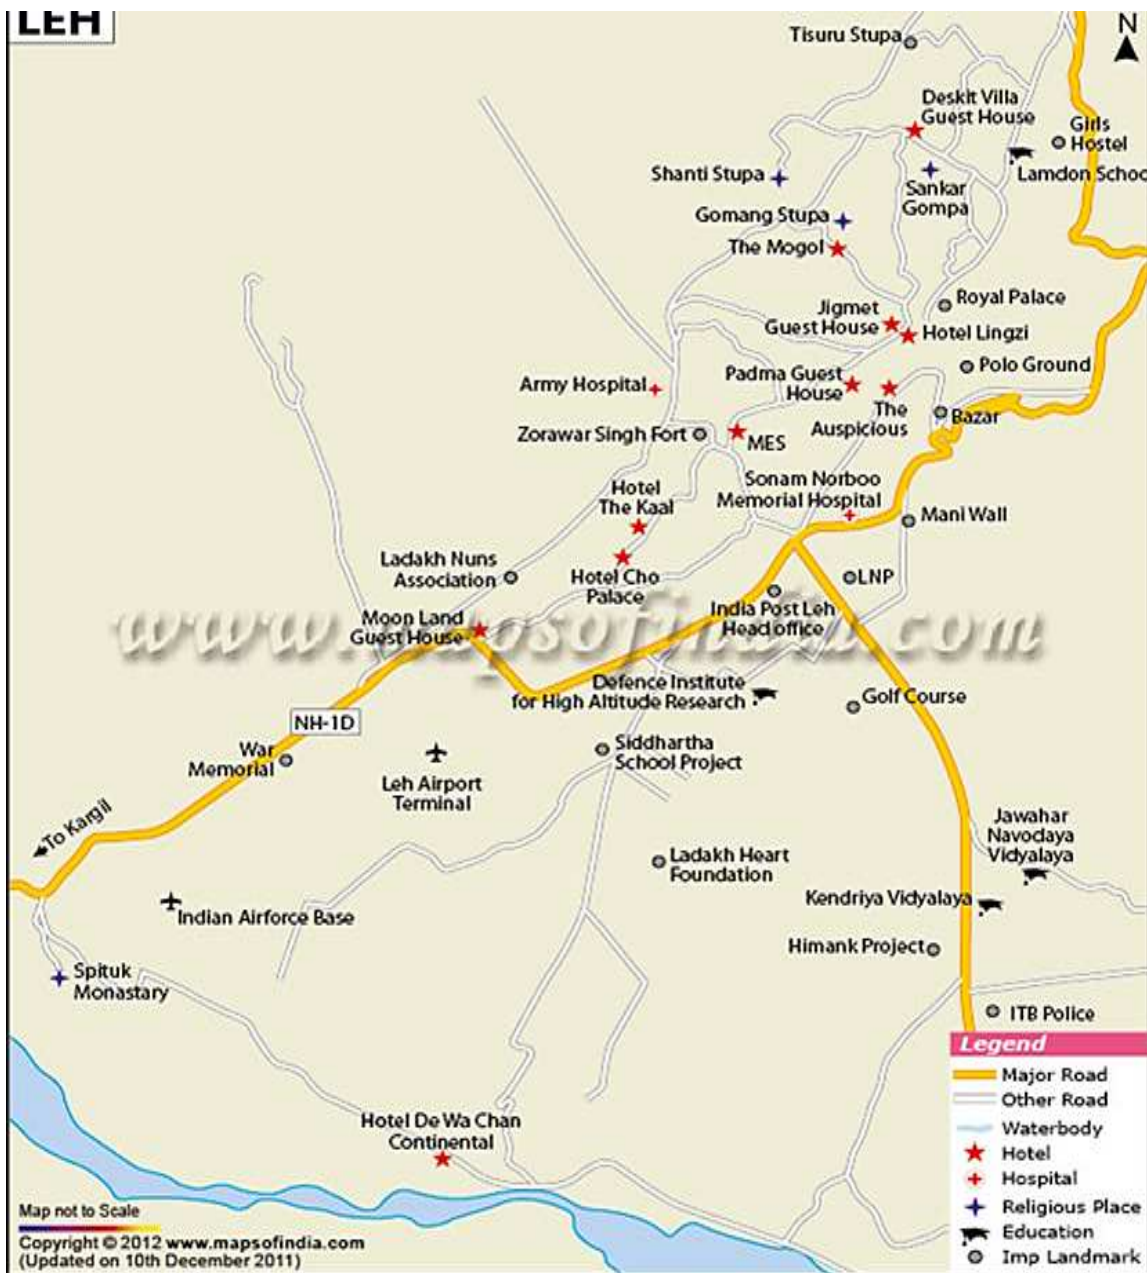 LEH
N
Tisuru Stupa
Deskit Villa
Guest House
Girls
Hostel
Lamdon Schoo
Shanti Stupa
Sankar
Gompa
Gomang Stupa
The Mogol
Royal Palace
Jigmet
Guest House
Hotel Lingzi
Polo Ground
Padma Guest
House
Army Hospital
The
Auspicious
Bazar
Zorawar Singh Fort
MES
Sonam Norboo
Memorial Hospital
Hotel
The Kaal
Mani Wall
Ladakh Nuns
Association
Hotel Cho
Palace
LNP
India Post Leh
Head office
www.mapsofindia.com
Moon Land
Guest House
Defence Institute
for High Altitude Research
Golf Course
NH-1D
War
Memorial
Siddhartha
School Project
Leh Airport
Terminal
To Kargil
Jawahar
Navodaya
Vidyalaya
Ladakh Heart
Foundation
Kendriya Vidyalaya
Indian Airforce Base
Himank Project
Spituk
Monastary
ITB Police
Legend
Major Road
Other Road
Waterbody
Hotel
Hospital
Religious Place
Education
Imp Landmark
Hotel De Wa Chan
Continental
Map not to Scale
Copyright © 2012 www.mapsofindia.com
(Updated on 10th December 2011)